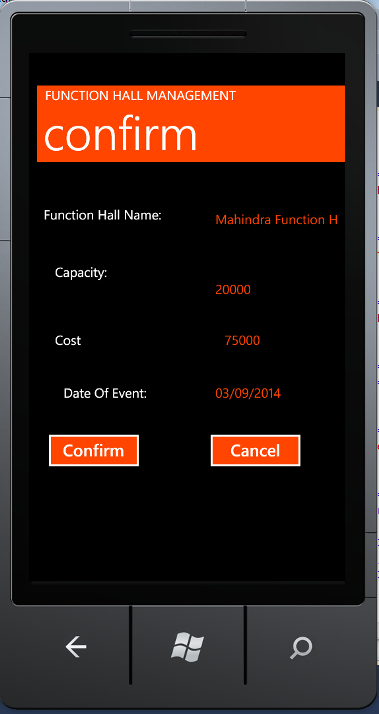 FUNCTION HALL MANAGEMENT
confirm
Function Hall Name:
Mahindra Function H
Capacity:
20000
Cost 75000
Date Of Event: 03/09/2014
Confirm Cancel